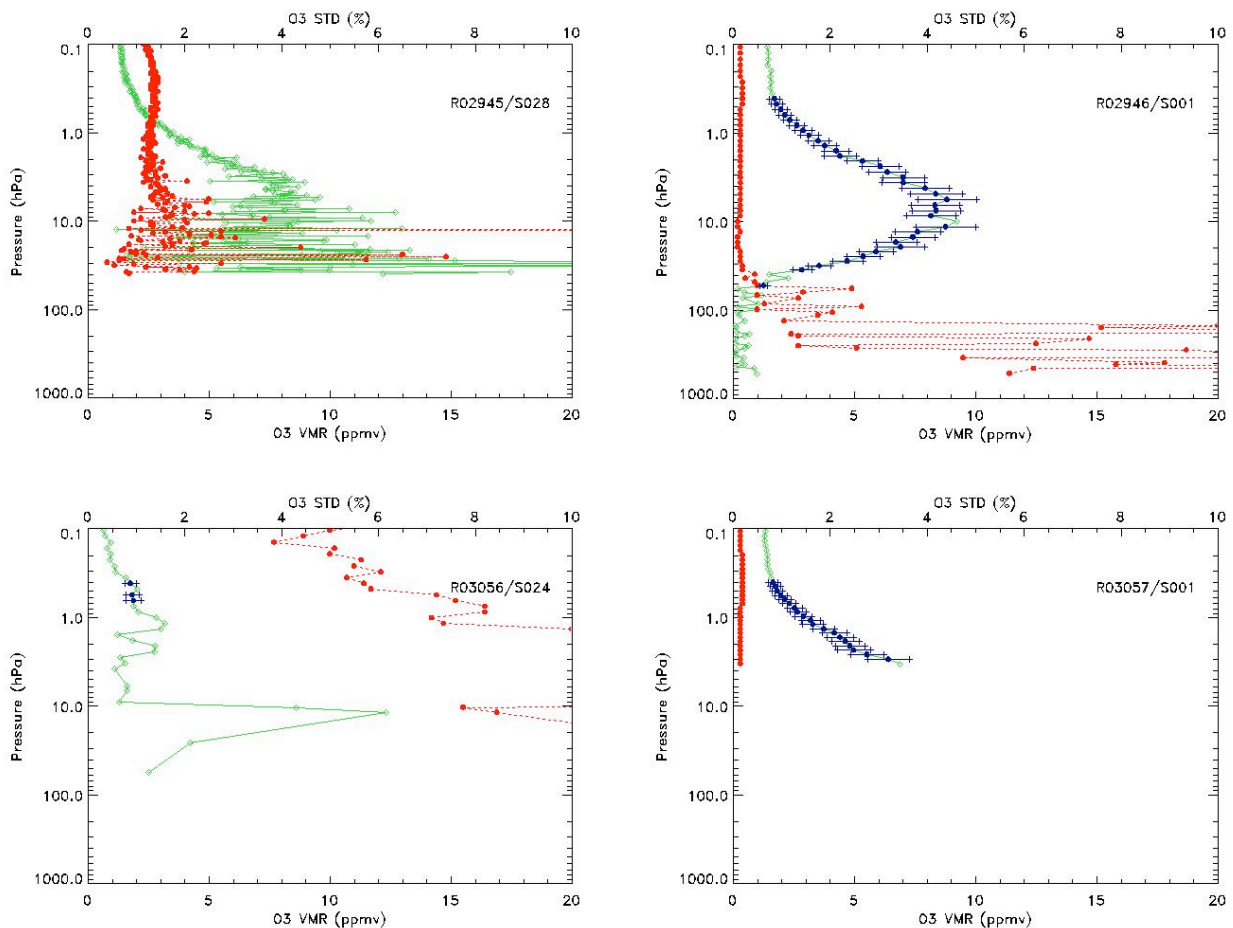 O3 STD (%)
0 2 4 6 8 10
0.1
1.0
10.0
100.0
1000.0
Pressure (hPa)
R02945/S028
0 5 10 15 20
O3 VMR (ppmv)
O3 STD (%)
0 2 4 6 8 10
0.1
1.0
10.0
100.0
1000.0
Pressure (hPa)
R02946/S001
0 5 10 15 20
O3 VMR (ppmv)
O3 STD (%)
0 2 4 6 8 10
0.1
1.0
10.0
100.0
1000.0
Pressure (hPa)
R03056/S024
0 5 10 15 20
O3 VMR (ppmv)
O3 STD (%)
0 2 4 6 8 10
0.1
1.0
10.0
100.0
1000.0
Pressure (hPa)
R03057/S001
0 5 10 15 20
O3 VMR (ppmv)